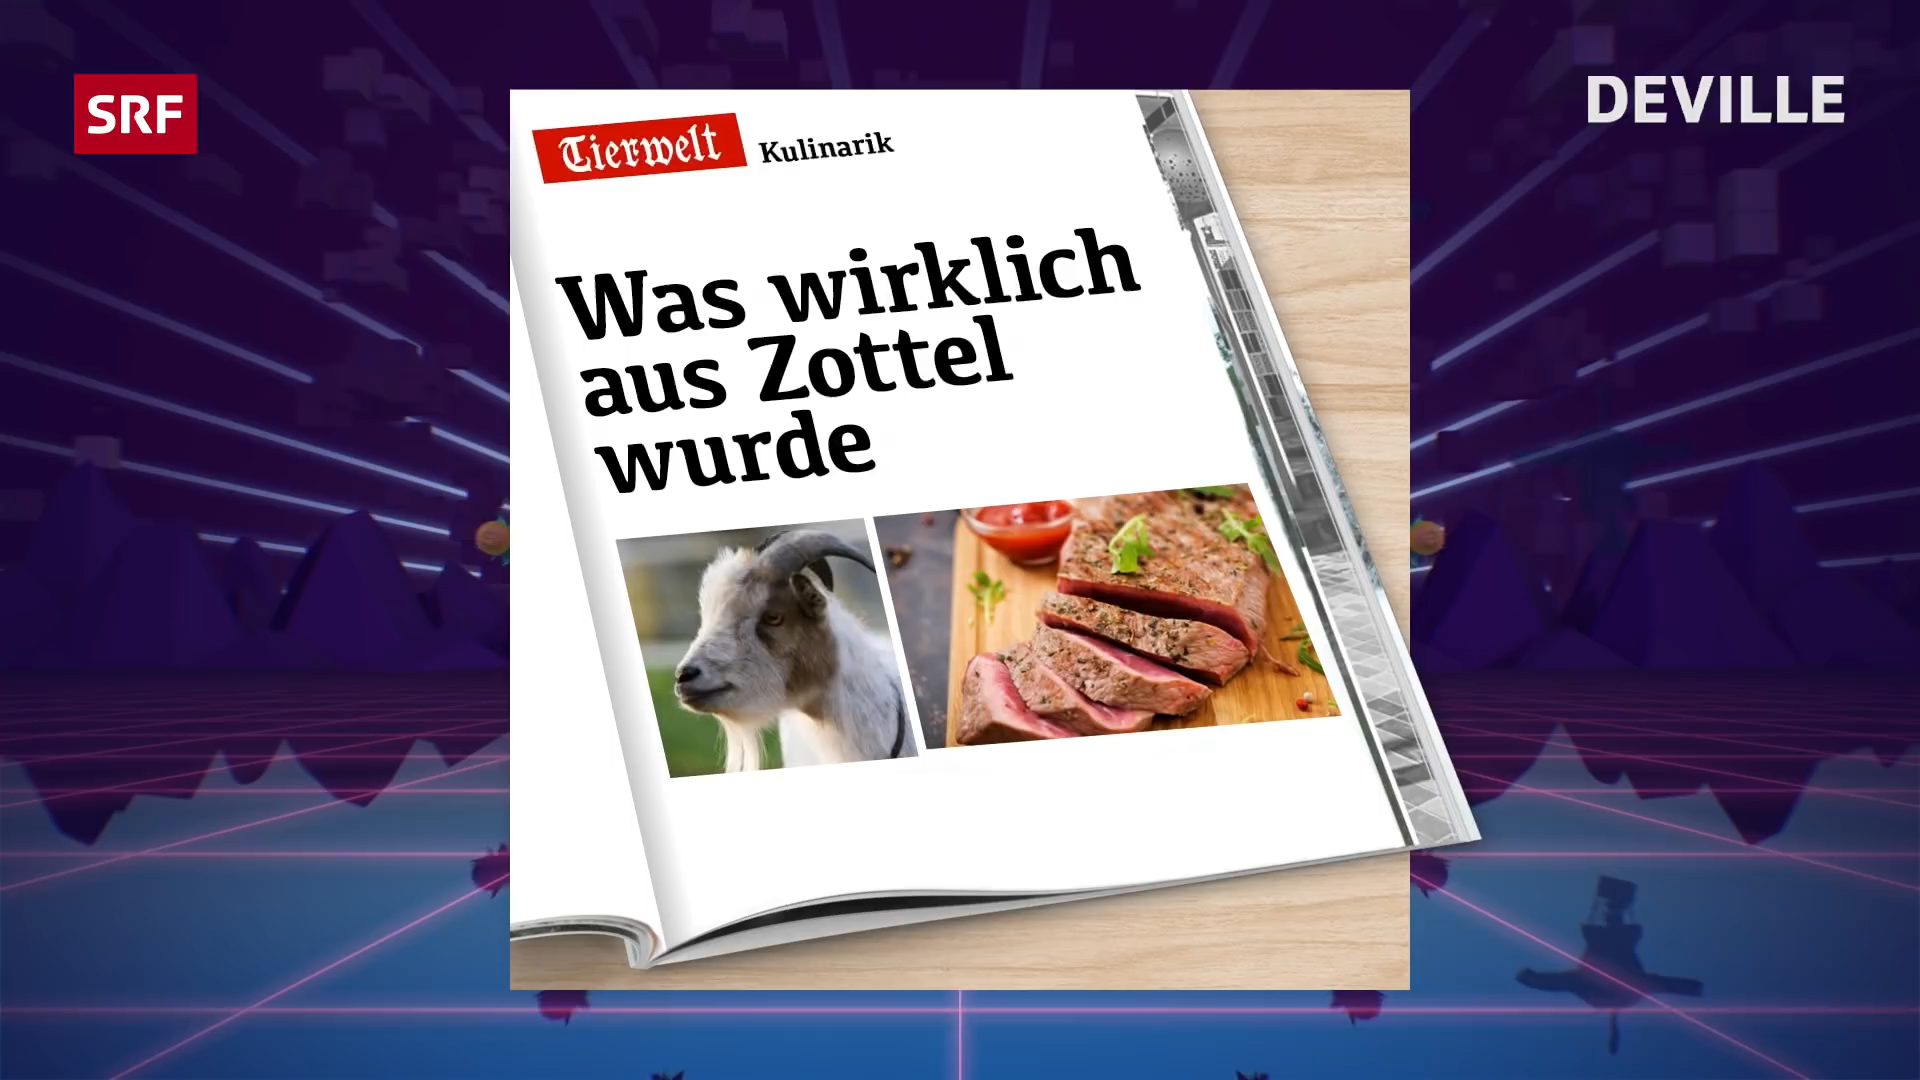 SRF
DEVILLE
Tierwelt Kulinarik
Was wirklich
aus Zottel
wurde